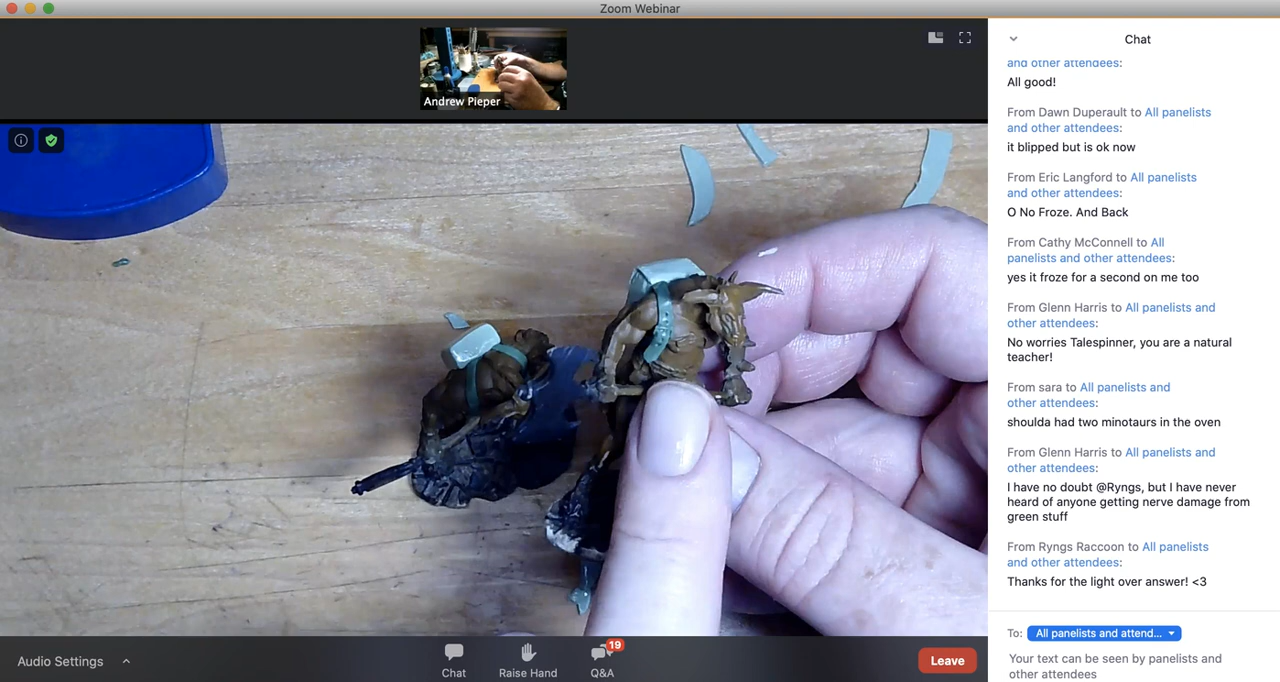 Zoom Webinar
Andrew Pieper
Chat
and other attendees:
All good!
From Dawn Duperault to All panelists
and other attendees:
it blipped but is ok now
From Eric Langford to All panelists
and other attendees:
O No Froze. And Back
From Cathy McConnell to All
panelists and other attendees:
yes it froze for a second on me too
From Glenn Harris to All panelists and
other attendees:
No worries Talespinner, you are a natural
teacher!
From sara to All panelists and
other attendees:
shoulda had two minotaurs in the oven
From Glenn Harris to All panelists and
other attendees:
I have no doubt @Ryngs, but I have never
heard of anyone getting nerve damage from
green stuff
From Ryngs Raccoon to All panelists
and other attendees:
Thanks for the light over answer! <3
To: All panelists and attend...
Your text can be seen by panelists and
other attendees
Audio Settings
Chat
Raise Hand
19
Q&A
Leave